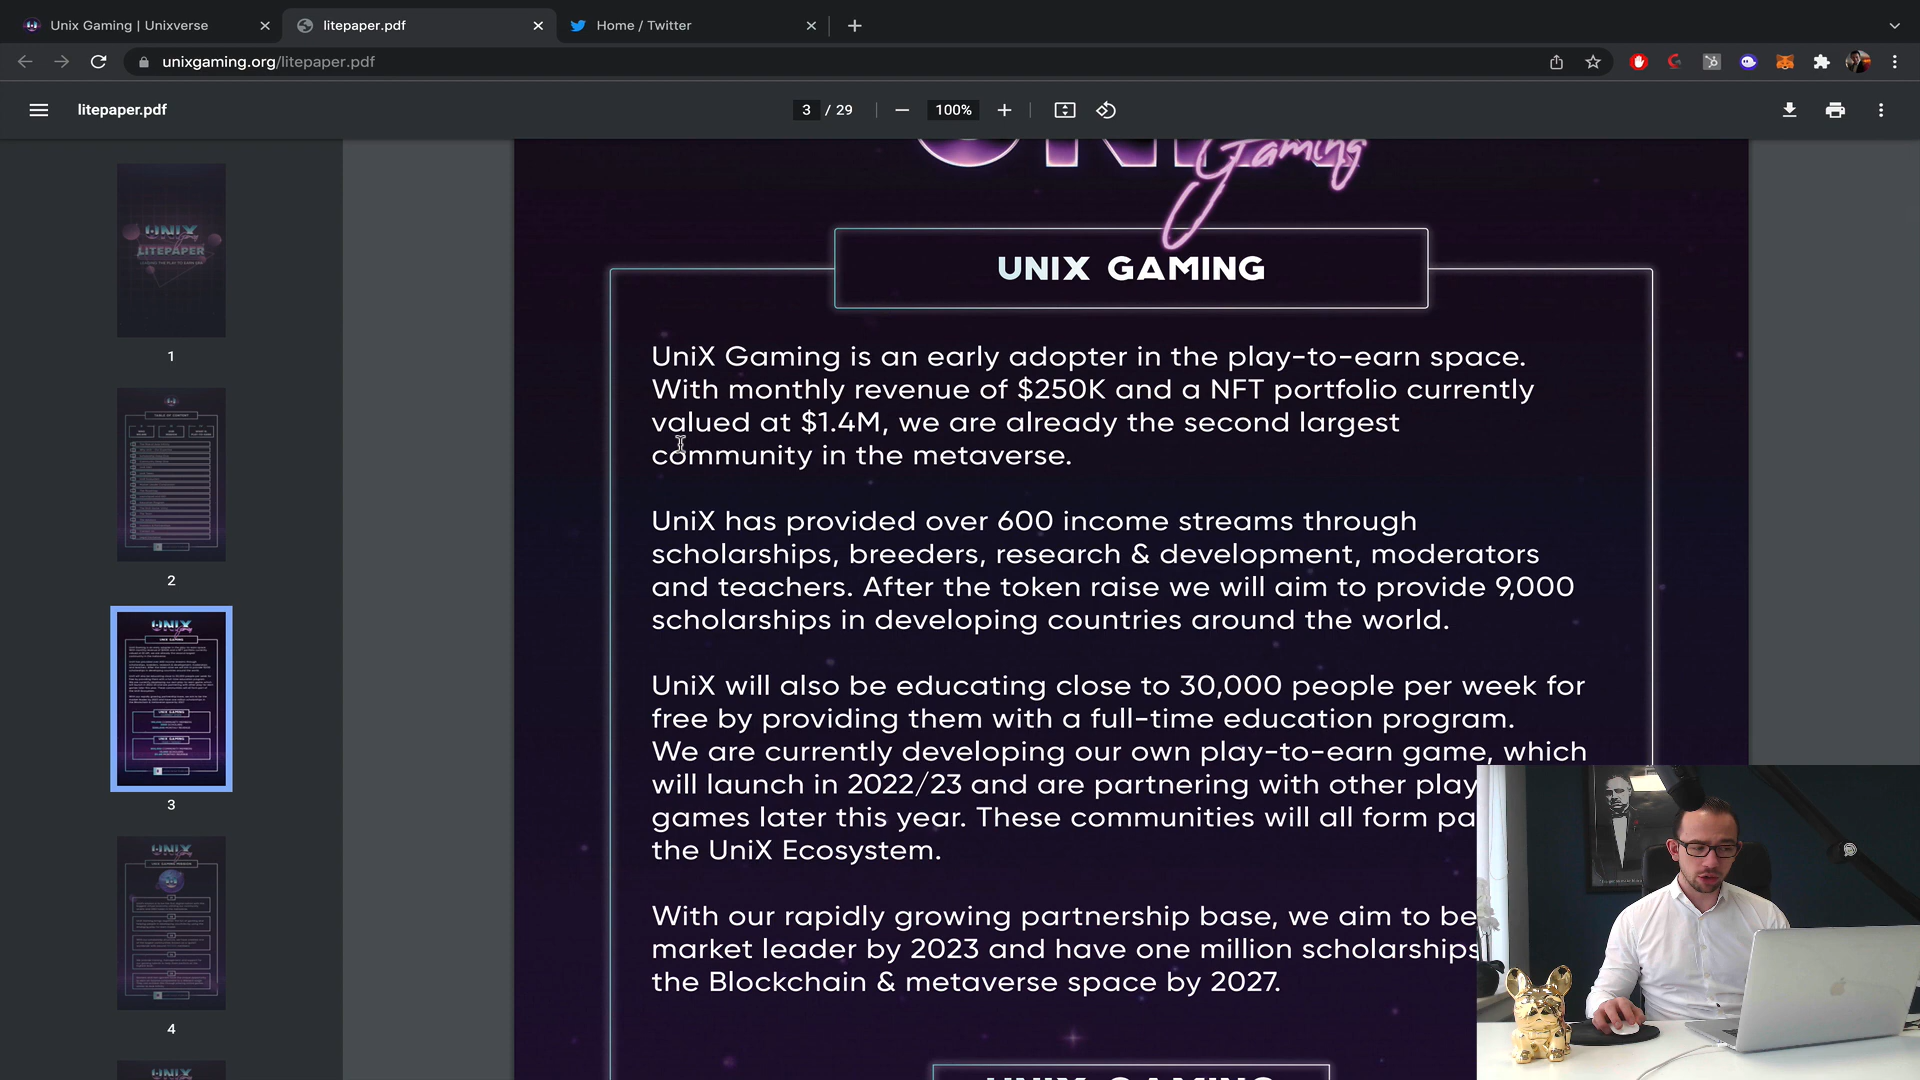 Unix Gaming | Unixverse
litepaper.pdf
Home / Twitter
unixgaming.org/litepaper.pdf
litepaper.pdf
3 / 29
100%
UNIX
LITEPAPER
1
2
UNIX
3
UNIX
4
UNIX
UNI
Gaming
UNIX GAMING
UniX Gaming is an early adopter in the play-to-earn space.
With monthly revenue of $250K and a NFT portfolio currently
valued at $1.4M, we are already the second largest
community in the metaverse.
UniX has provided over 600 income streams through
scholarships, breeders, research & development, moderators
and teachers. After the token raise we will aim to provide 9,000
scholarships in developing countries around the world.
UniX will also be educating close to 30,000 people per week for
free by providing them with a full-time education program.
We are currently developing our own play-to-earn game, which
will launch in 2022/23 and are partnering with other play
games later this year. These communities will all form pa
the UniX Ecosystem.
With our rapidly growing partnership base, we aim to be
market leader by 2023 and have one million scholarships
the Blockchain & metaverse space by 2027.
UNIX GAMING